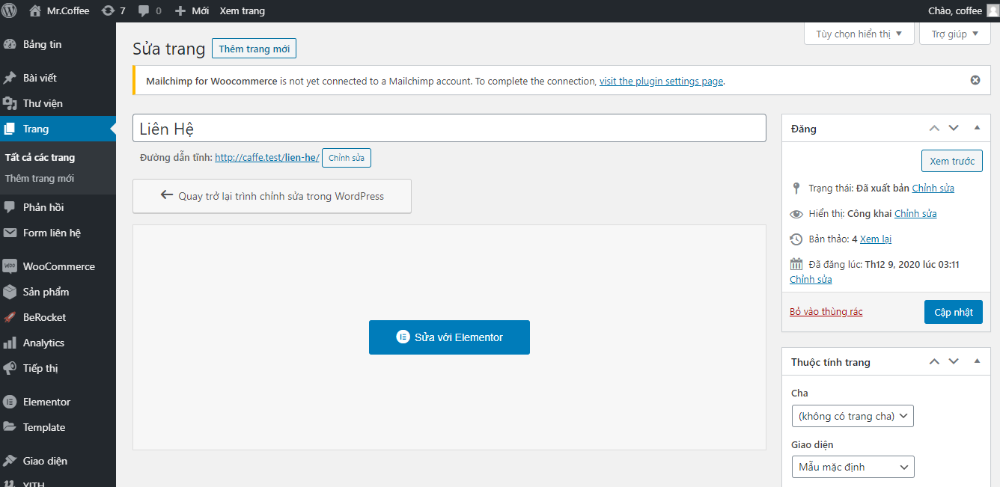 Mr.Coffee 7 0 Mới Xem trang Chào, coffee
Bảng tin
Bài viết
Thư viện
Trang
Tất cả các trang
Thêm trang mới
Phản hồi
Form liên hệ
WooCommerce
Sản phẩm
BeRocket
Analytics
Tiếp thị
Elementor
Template
Giao diện
YITH
Tùy chọn hiển thị Trợ giúp
Sửa trang Thêm trang mới
Mailchimp for Woocommerce is not yet connected to a Mailchimp account. To complete the connection, visit the plugin settings page.
Liên Hệ
Đường dẫn tĩnh: http://caffe.test/lien-he/ Chỉnh sửa
Quay trở lại trình chỉnh sửa trong WordPress
Sửa với Elementor
Đăng
Xem trước
Trạng thái: Đã xuất bản Chỉnh sửa
Hiển thị: Công khai Chỉnh sửa
Bản thảo: 4 Xem lại
Đã đăng lúc: Th12 9, 2020 lúc 03:11
Chỉnh sửa
Bỏ vào thùng rác Cập nhật
Thuộc tính trang
Cha
(không có trang cha)
Giao diện
Mẫu mặc định